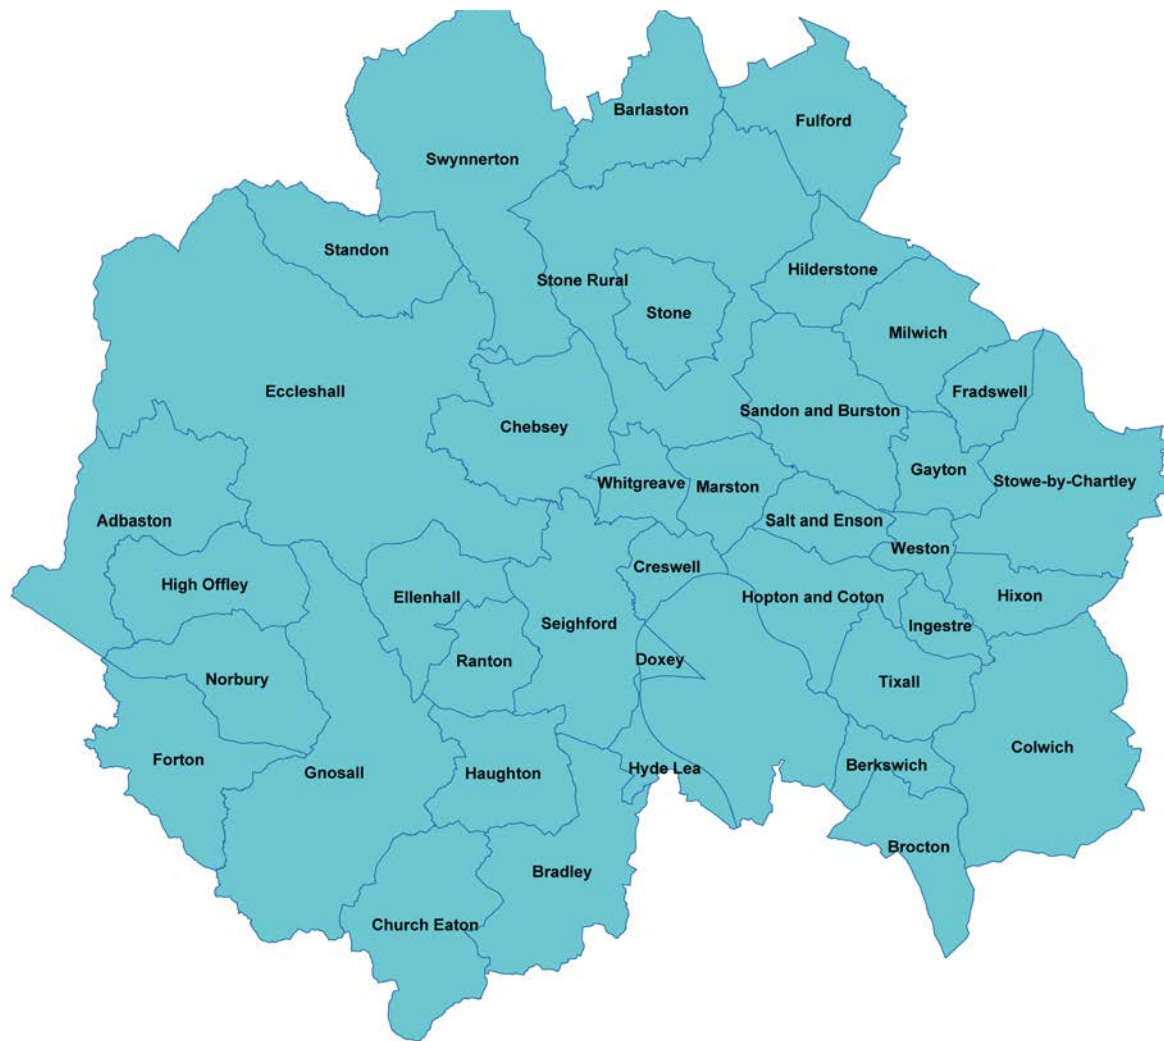 Barlaston
Fulford
Swynnerton
Standon
Hilderstone
Stone Rural
Stone
Milwich
Eccleshall
Fradswell
Sandon and Burston
Chebsey
Gayton
Stowe-by-Chartley
Whitgreave
Marston
Adbaston
Salt and Enson
Weston
Creswell
High Offley
Ellenhall
Hopton and Coton
Hixon
Seighford
Ingestre
Doxey
Ranton
Norbury
Tixall
Colwich
Forton
Berkswich
Hyde Lea
Gnosall
Haughton
Brocton
Bradley
Church Eaton